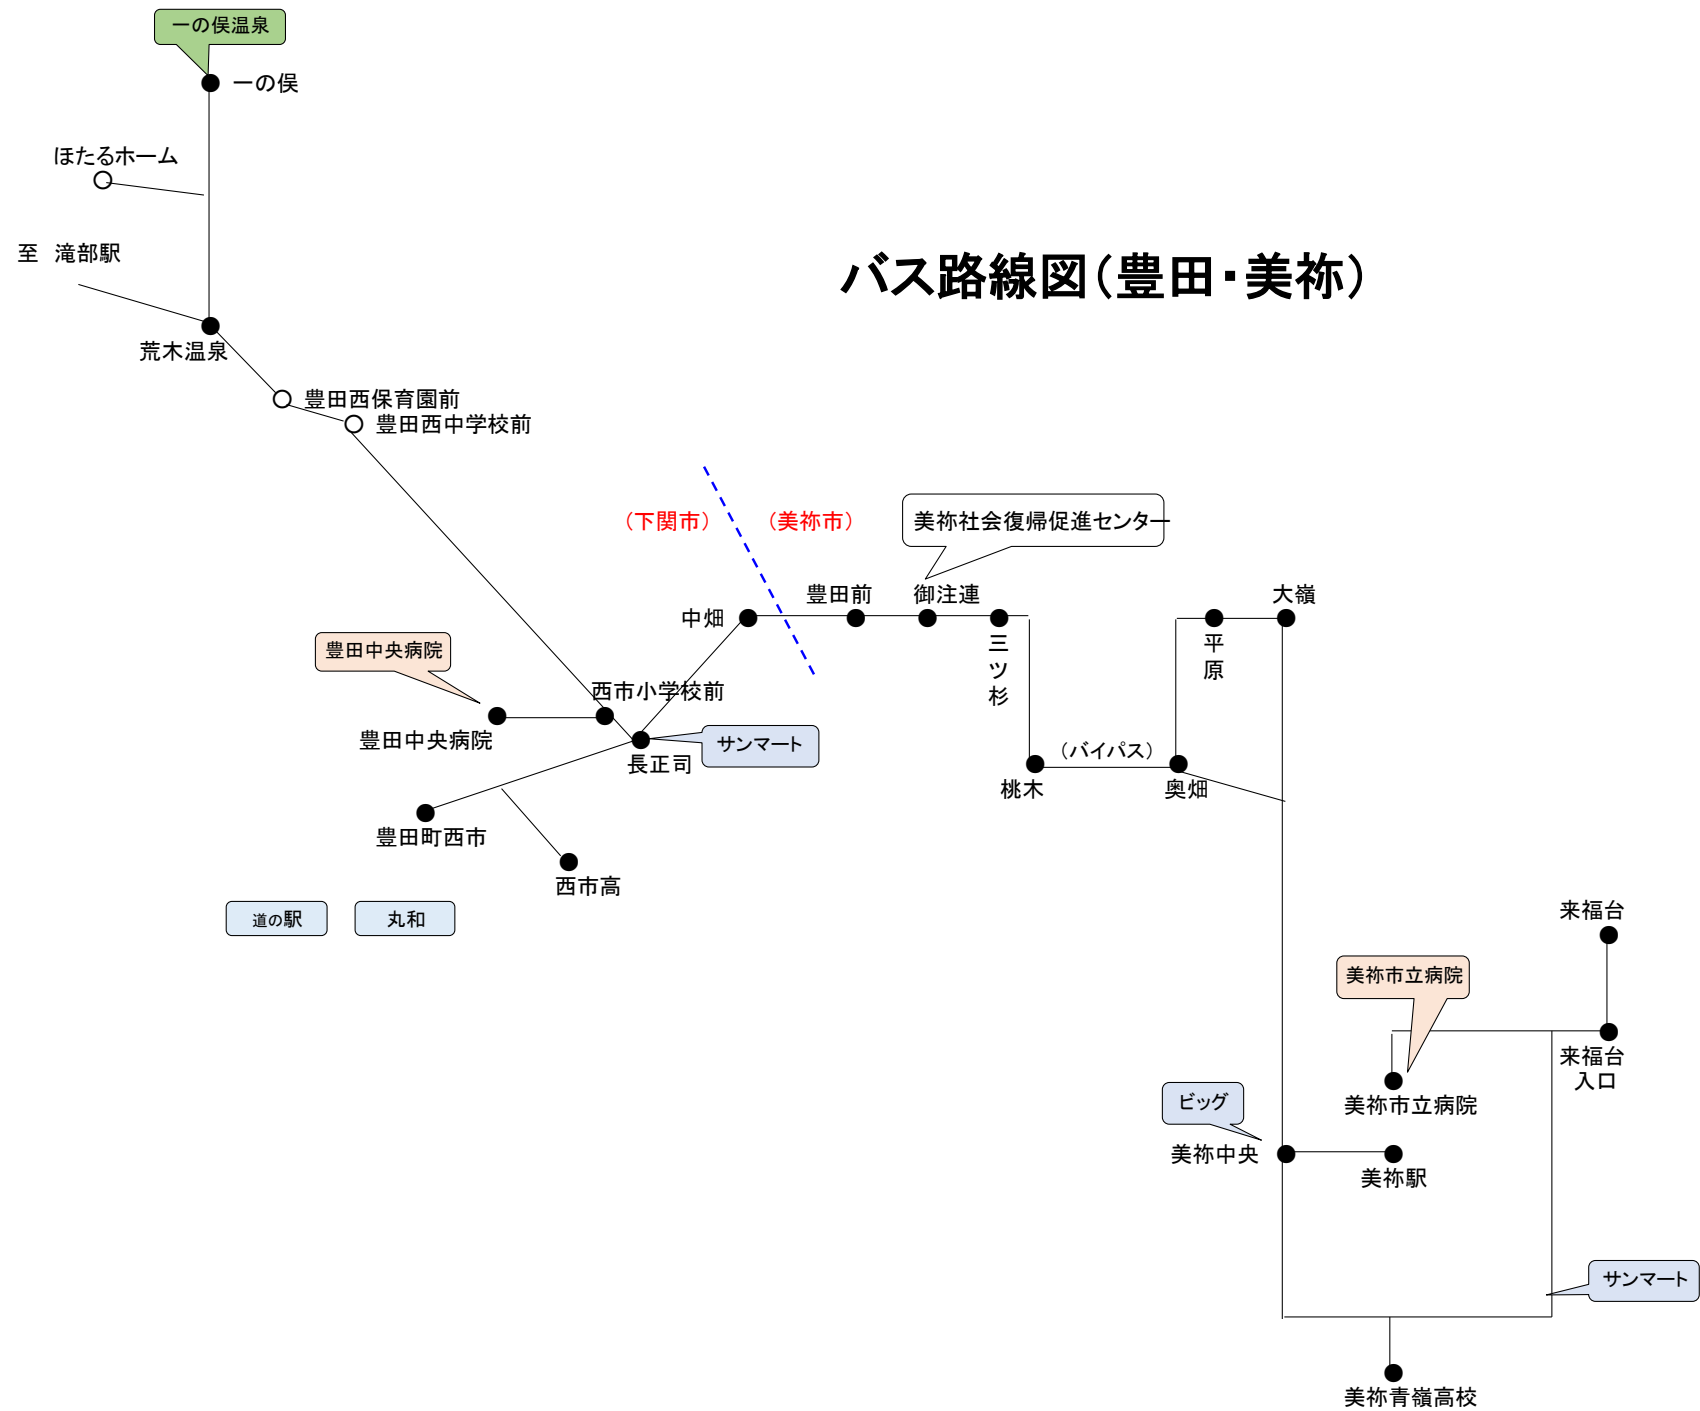 一の俣温泉
一の俣
ほたるホーム
至　滝部駅
バス路線図（豊田・美祢）
荒木温泉
豊田西保育園前
豊田西中学校前
（下関市）
（美祢市）
美祢社会復帰促進センター
中畑
豊田前
御注連
大嶺
三ツ杉
平原
豊田中央病院
西市小学校前
豊田中央病院
サンマート
長正司
（バイパス）
桃木
奥畑
豊田町西市
西市高
道の駅
丸和
来福台
美祢市立病院
来福台
入口
美祢市立病院
ビッグ
美祢中央
美祢駅
サンマート
美祢青嶺高校